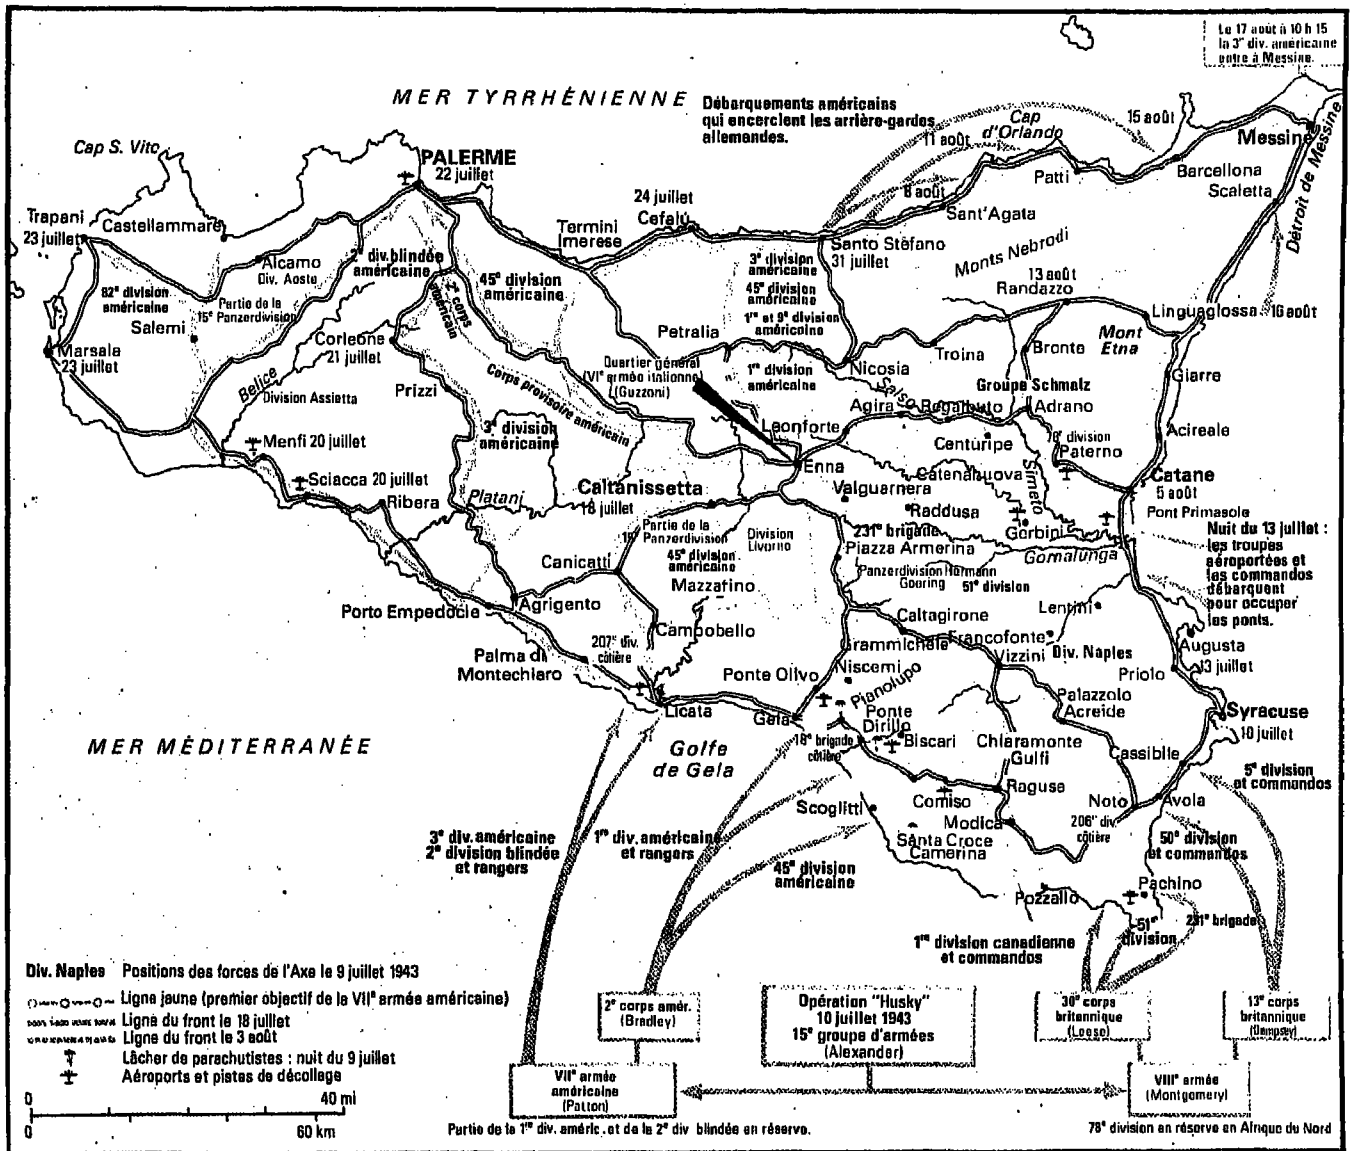 Le 17 août à 10 h 15
la 3e div. américaine
entre à Messine.
MER TYRRHÉNIENNE
Débarquements américains
qui encerclent les arrière-gardes
allemandes.
11 août
Cap
d'Orlando
15 août
Messine
Détroit de Messine
Cap S. Vito
PALERME
22 juillet
Patti
Barcellona
Scaletta
8 août
Sant'Agata
24 juillet
Cefalú
Termini
Imerese
Trapani
23 juillet
Castellammare
Santo Stéfano
31 juillet
Monts Nebrodi
13 août
Randazzo
Alcamo
Div. Aoste
2e div. blindée
américaine
2e corps
américain
45e division
américaine
3e division
américaine
45e division
américaine
1re et 9e division
américaine
82e division
américaine
Partie de la
15e Panzerdivision
Salemi
Linguaglossa
16 août
Mont
Etna
Petralia
Corleone
21 juillet
Marsala
23 juillet
Quartier général
(VIe armée italienne)
(Guzzoni)
1re division
américaine
Nicosia
Troina
Bronte
Giarre
Belice
Division Assietta
Prizzi
Corps provisoire américain
Salso
Groupe Schmalz
Agira
Regalbuto
Adrano
3e division
américaine
Leonforte
Centuripe
78e division
Paterno
Acireale
Menfi 20 juillet
Enna
Catenanuova
Simeto
Catane
5 août
Sciacca 20 juillet
Ribera
Platani
Caltanissetta
18 juillet
Valguarnera
Raddusa
Gerbini
Pont Primasole
Partie de la
15e Panzerdivision
Division
Livorno
231e brigade
Piazza Armerina
Gornalunga
Nuit du 13 juillet :
les troupes
aéroportées et
les commandos
débarquent
pour occuper
les ponts.
Canicatti
45e division
américaine
Mazzarino
Panzerdivision Hermann
Goering
51e division
Lentini
Porto Empedocle
Agrigento
Caltagirone
Campobello
207e div.
côtière
Grammichele
Francofonte
Vizzini
Div. Naples
Augusta
13 juillet
Palma di
Montechiaro
Ponte Olivo
Niscemi
Priolo
Pianolupo
Palazzolo
Acreide
Licata
Gela
Ponte
Dirillo
Syracuse
10 juillet
MER MÉDITERRANÉE
Golfe
de Gela
18e brigade
côtière
Biscari
Chiaramonte
Gulfi
Cassibile
5e division
et commandos
Scoglitti
Comiso
Raguse
Noto
Avola
3e div. américaine
2e division blindée
et rangers
1re div. américaine
et rangers
Santa Croce
Camerina
Modica
206e div.
côtière
50e division
et commandos
45e division
américaine
Pozzallo
Pachino
231e brigade
51e
division
1re division canadienne
et commandos
Div. Naples Positions des forces de l'Axe le 9 juillet 1943
Ligne jaune (premier objectif de la VIIe armée américaine)
Ligne du front le 18 juillet
Ligne du front le 3 août
Lâcher de parachutistes : nuit du 9 juillet
Aéroports et pistes de décollage
2e corps amér.
(Bradley)
Opération "Husky"
10 juillet 1943
15e groupe d'armées
(Alexander)
30e corps
britannique
(Leese)
13e corps
britannique
(Dempsey)
VIIe armée
américaine
(Patton)
VIIIe armée
(Montgomery)
0 40 mi
0 60 km
Partie de la 1re div. améric. et de la 2e div blindée en réserve.
78e division en réserve en Afrique du Nord